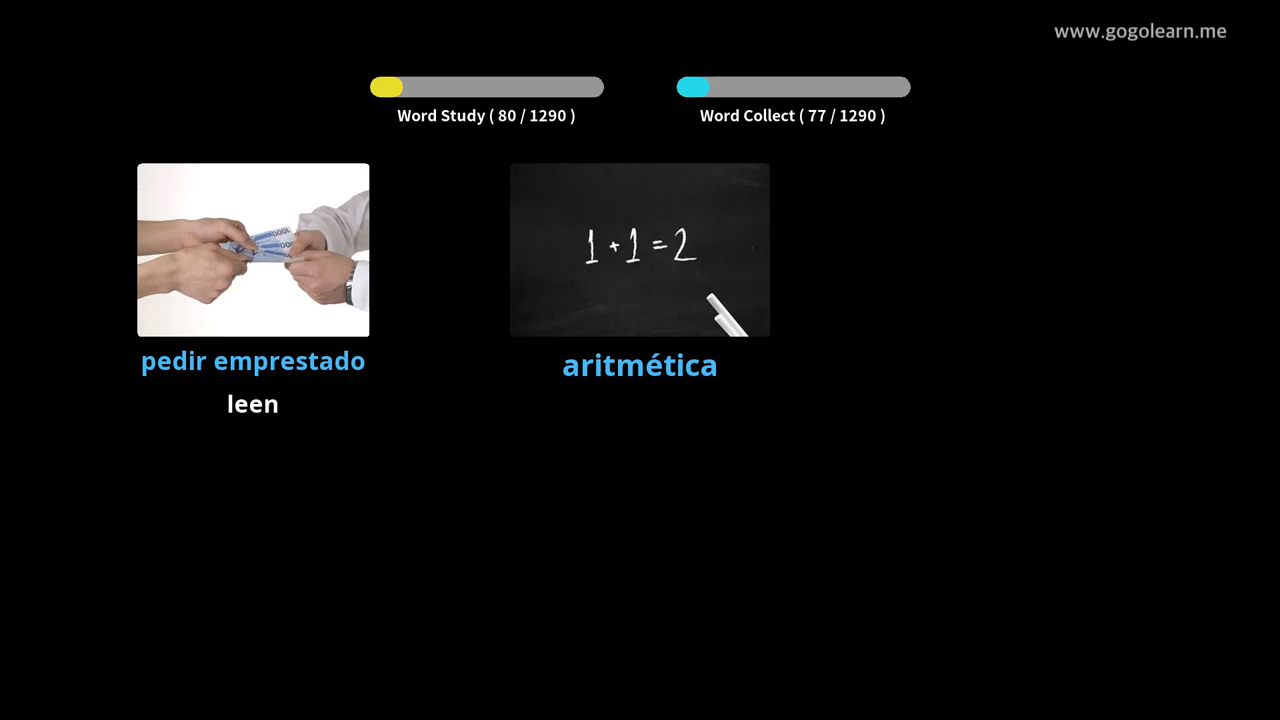 www.gogolearn.me
Word Study ( 80 / 1290 )
Word Collect ( 77 / 1290 )
1 + 1 = 2
pedir emprestado
aritmética
leen